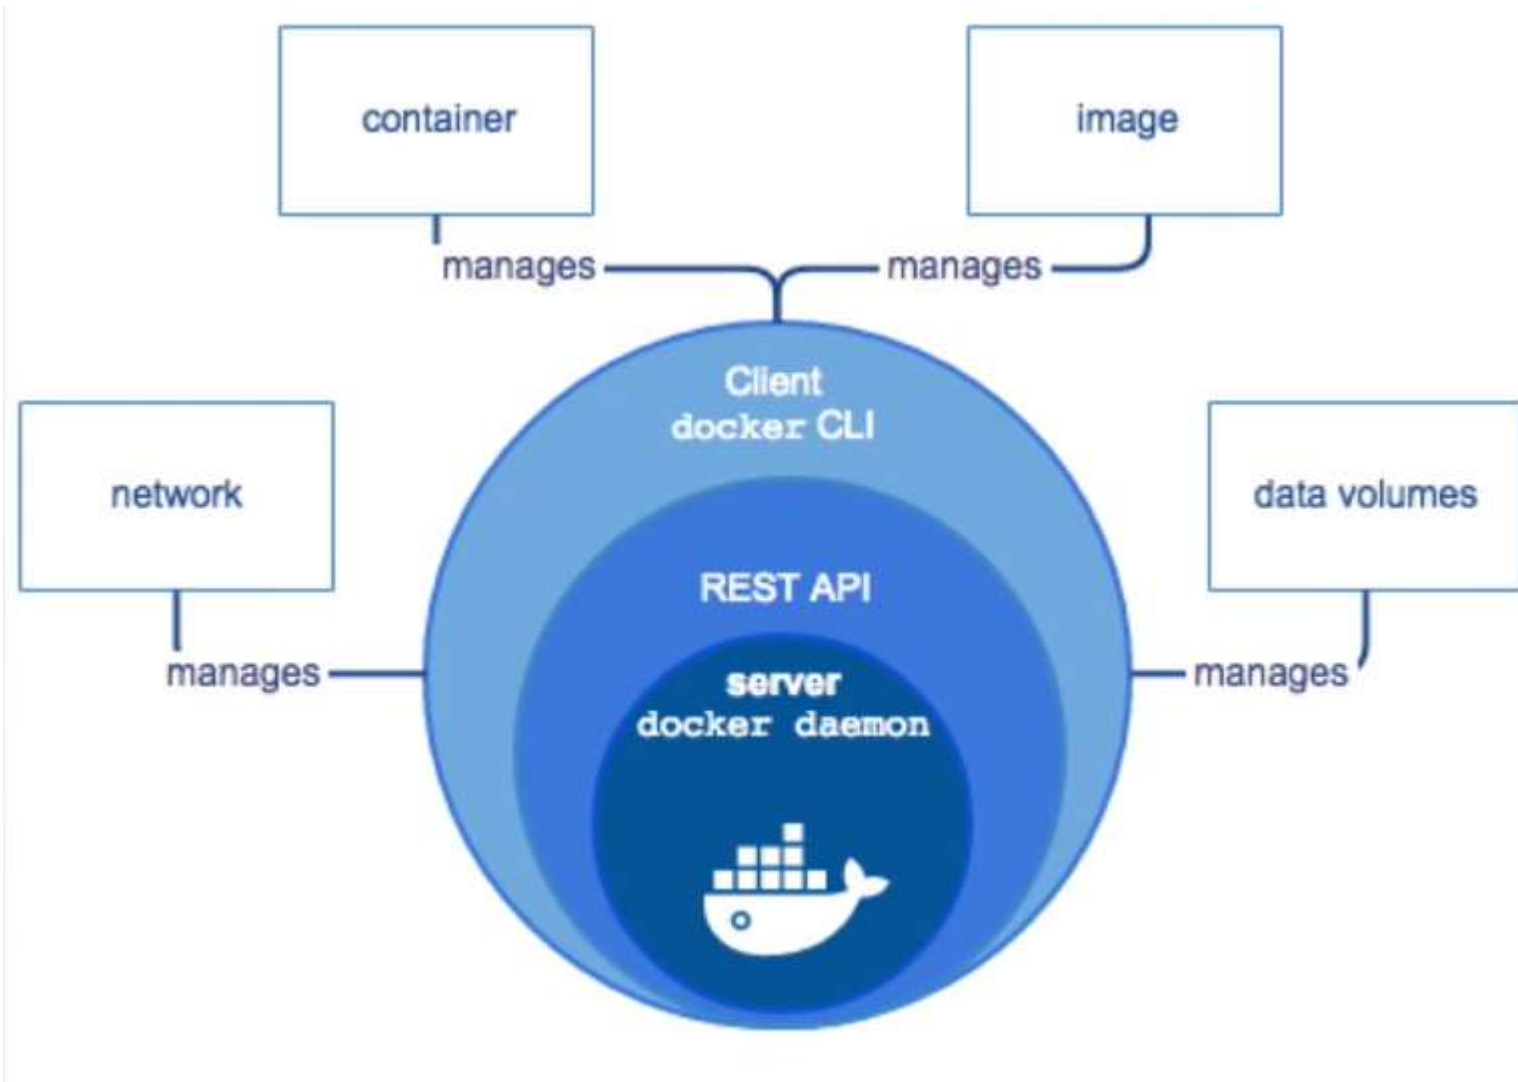 container
image
manages
manages
Client
docker CLI
network
data volumes
REST API
manages
server
docker daemon
manages